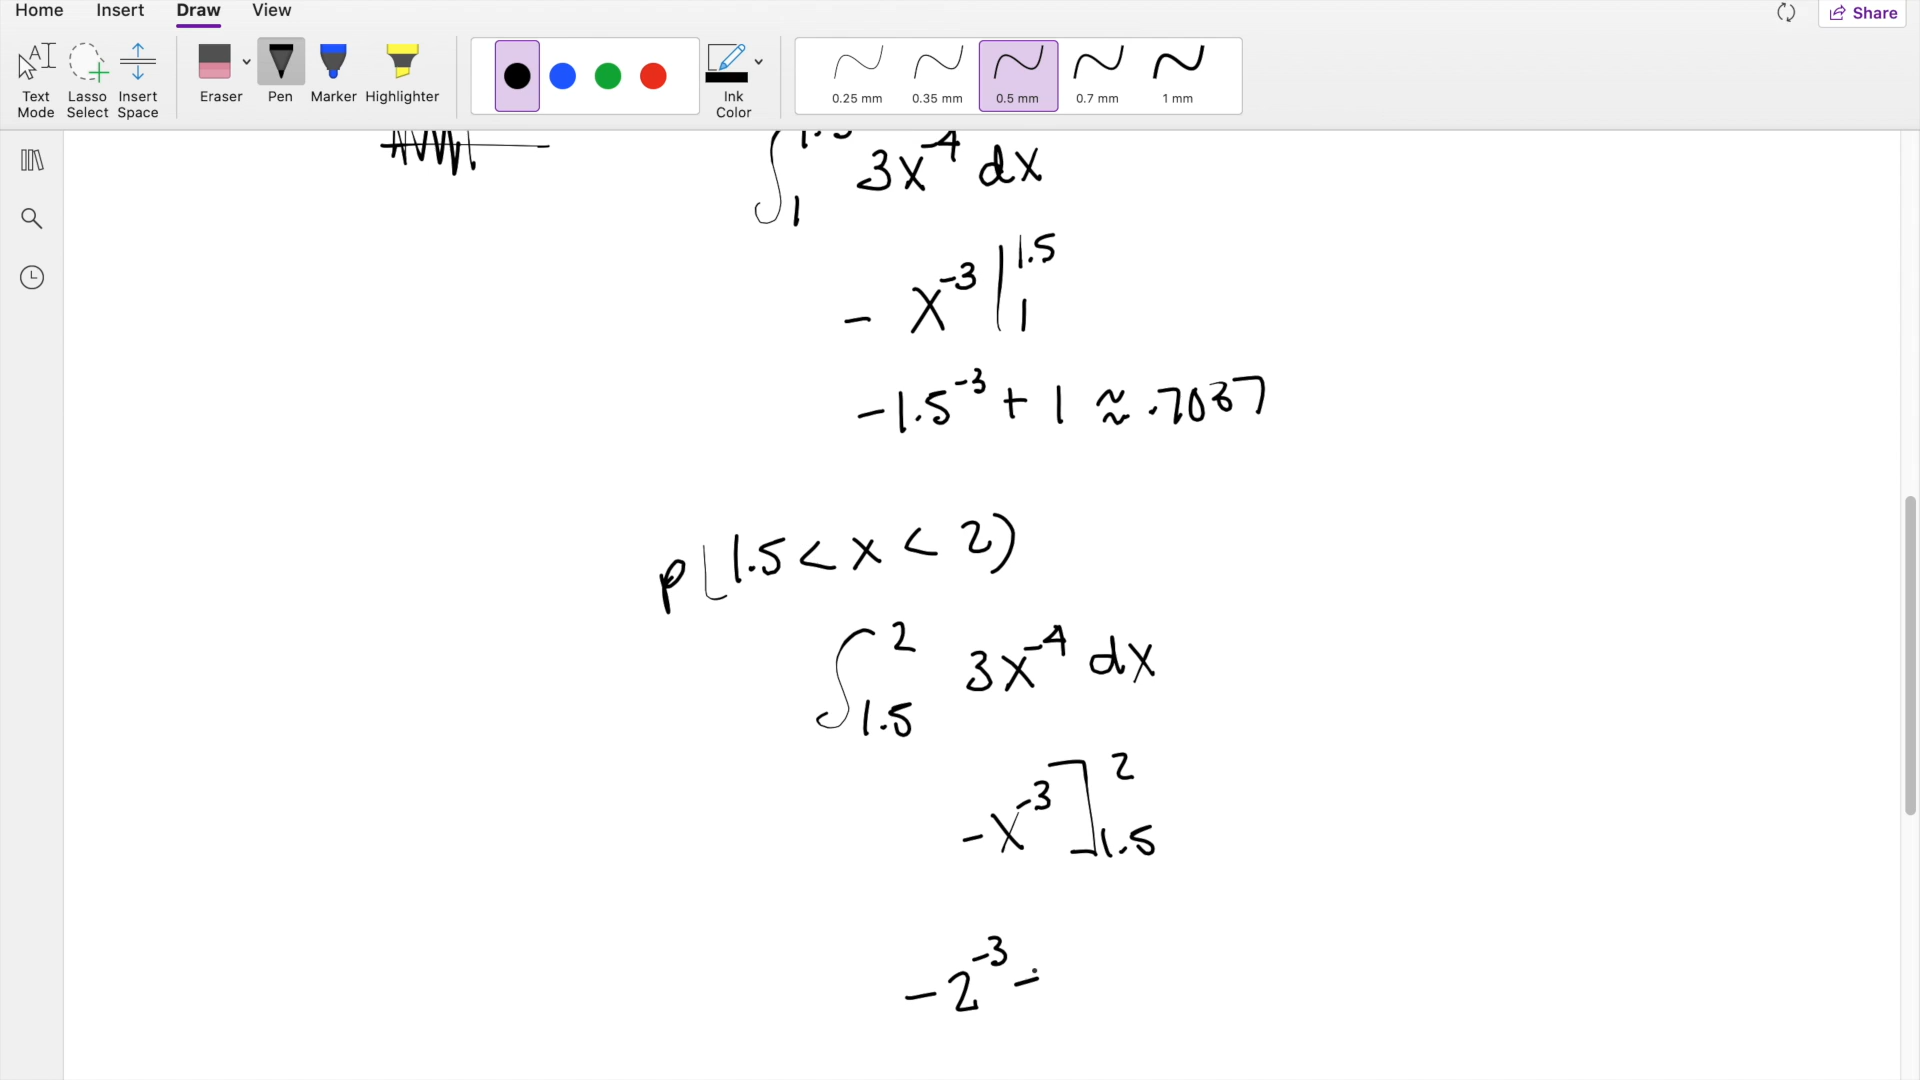 Home Insert Draw View
Share
Text Mode
Lasso Select
Insert Space
Eraser
Pen
Marker
Highlighter
Ink Color
0.25 mm
0.35 mm
0.5 mm
0.7 mm
1 mm
∫₁ 3x⁻⁴ dx
- x⁻³ |₁^1.5
-1.5⁻³ + 1 ≈ .7037
P(1.5 < x < 2)
∫_1.5^2 3x⁻⁴ dx
-x⁻³ ]_1.5^2
-2⁻³ -